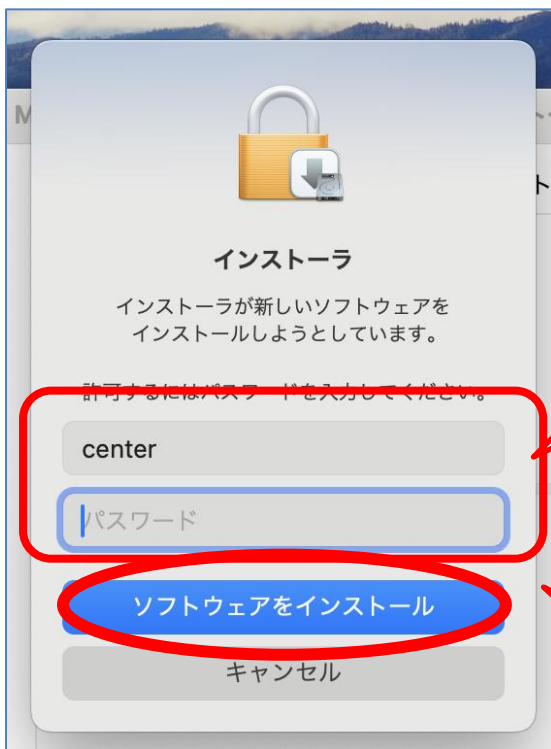 M
ト
インストーラ
インストーラが新しいソフトウェアを
インストールしようとしています。
許可するにはパスワードを入力してください。
center
パスワード
ソフトウェアをインストール
キャンセル